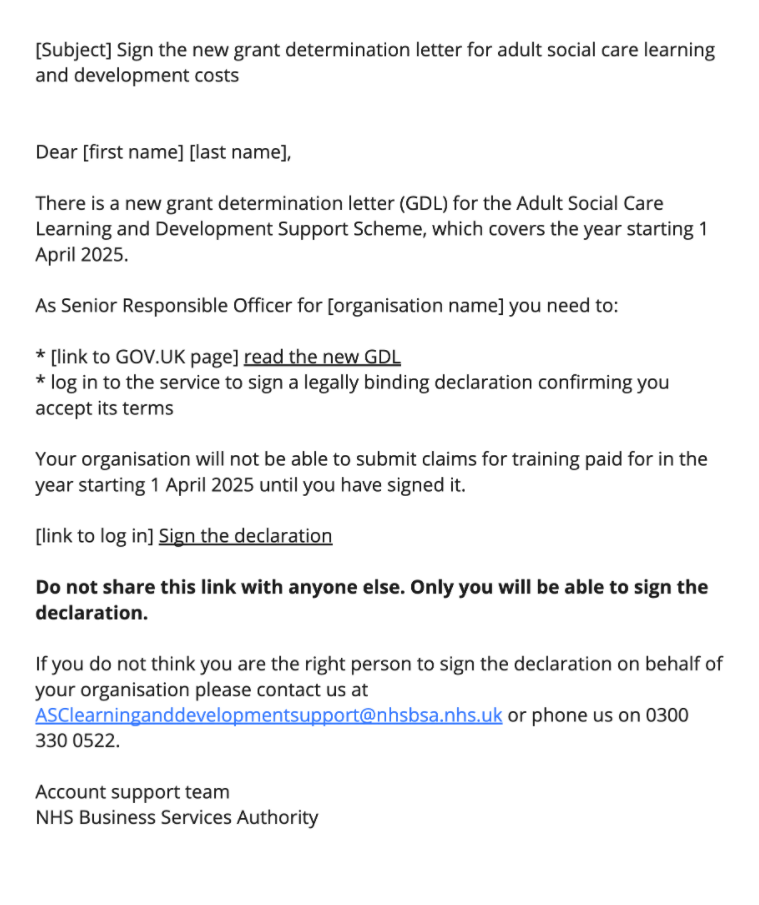 [Subject] Sign the new grant determination letter for adult social care learning
and development costs
Dear [first name] [last name],
There is a new grant determination letter (GDL) for the Adult Social Care
Learning and Development Support Scheme, which covers the year starting 1
April 2025.
As Senior Responsible Officer for [organisation name] you need to:
* [link to GOV.UK page] read the new GDL
* log in to the service to sign a legally binding declaration confirming you
accept its terms
Your organisation will not be able to submit claims for training paid for in the
year starting 1 April 2025 until you have signed it.
[link to log in] Sign the declaration
Do not share this link with anyone else. Only you will be able to sign the
declaration.
If you do not think you are the right person to sign the declaration on behalf of
your organisation please contact us at
ASClearninganddevelopmentsupport@nhsbsa.nhs.uk or phone us on 0300
330 0522.
Account support team
NHS Business Services Authority